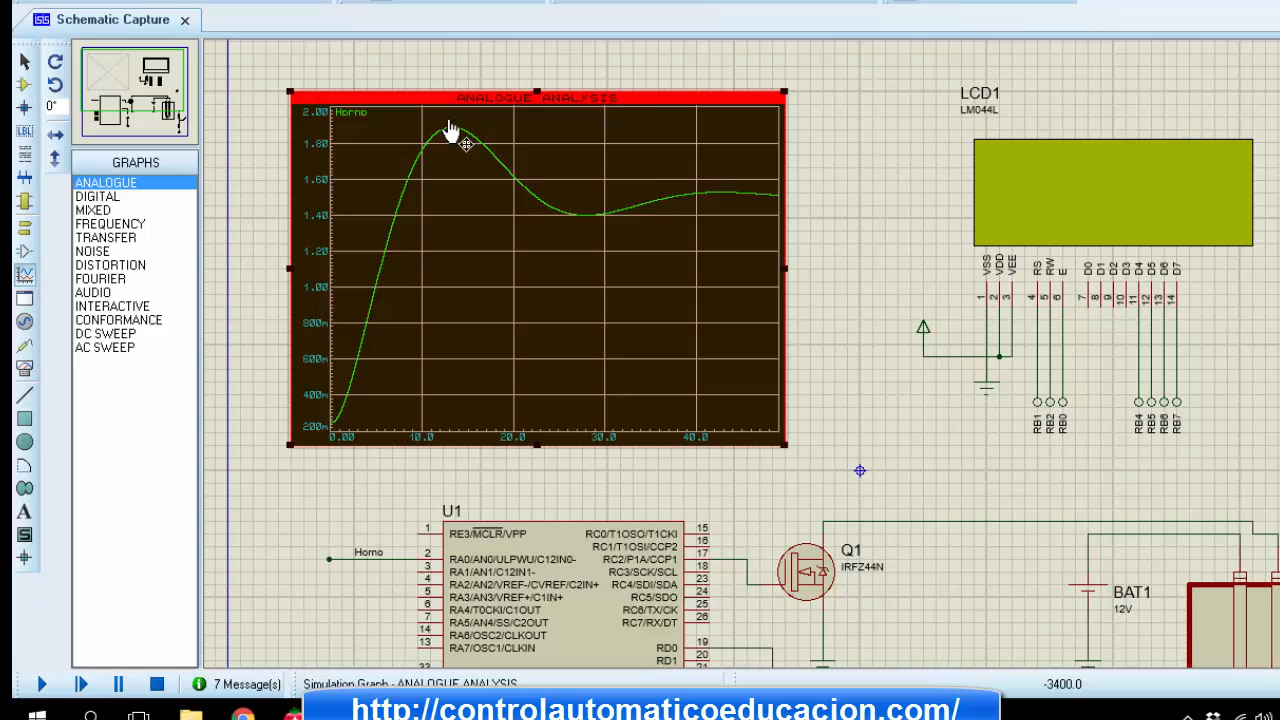 Schematic Capture
0°
LBL
GRAPHS
ANALOGUE
DIGITAL
MIXED
FREQUENCY
TRANSFER
NOISE
DISTORTION
FOURIER
AUDIO
INTERACTIVE
CONFORMANCE
DC SWEEP
AC SWEEP
ANALOGUE ANALYSIS
Horno
2.00
1.80
1.60
1.40
1.20
1.00
800m
600m
400m
200m
0.00 10.0 20.0 30.0 40.0
LCD1
LM044L
VSS VDD VEE RS RW E D0 D1 D2 D3 D4 D5 D6 D7
1 2 3 4 5 6 7 8 9 10 11 12 13 14
RB1 RB2 RB0 RB4 RB5 RB6 RB7
U1
Horno
1 RE3/MCLR/VPP RC0/T1OSO/T1CKI 15
RC1/T1OSI/CCP2 16
2 RA0/AN0/ULPWU/C12IN0- RC2/P1A/CCP1 17
3 RA1/AN1/C12IN1- RC3/SCK/SCL 18
4 RA2/AN2/VREF-/CVREF/C2IN+ RC4/SDI/SDA 23
5 RA3/AN3/VREF+/C1IN+ RC5/SDO 24
6 RA4/T0CKI/C1OUT RC6/TX/CK 25
7 RA5/AN4/SS/C2OUT RC7/RX/DT 26
14 RA6/OSC2/CLKOUT
13 RA7/OSC1/CLKIN RD0 19
33 RD1 20
21
Q1
IRFZ44N
BAT1
12V
7 Message(s)
Simulation Graph - ANALOGUE ANALYSIS
-3400.0
http://controlautomaticoeducacion.com/